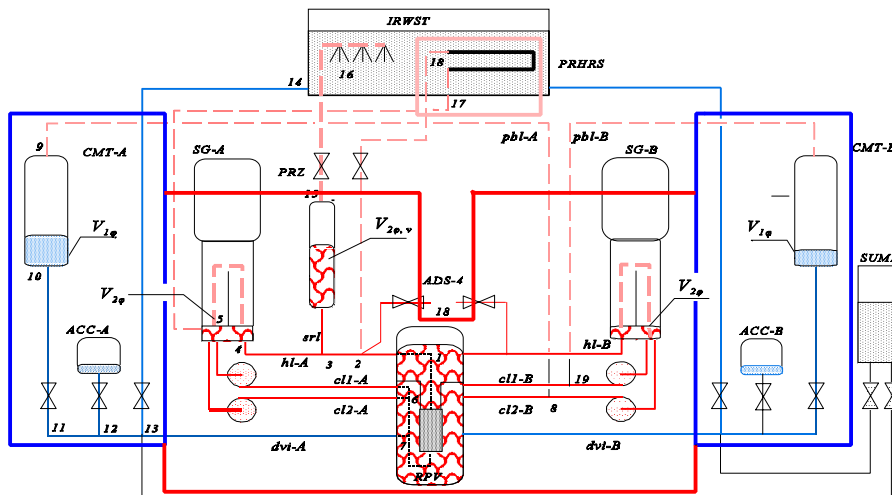 IRWST
16
18
PRHRS
14
17
pbl-A
pbl-B
9
CMT-A
SG-A
PRZ
SG-B
CMT-B
V1φ
V2φ, v
V1φ
10
SUMP
V2φ
5
ADS-4
V2φ
ACC-A
4
srl
18
hl-B
ACC-B
hl-A
3
2
1
cl1-A
cl1-B
19
cl2-A
6
cl2-B
8
11
12
13
dvi-A
7
dvi-B
RPV